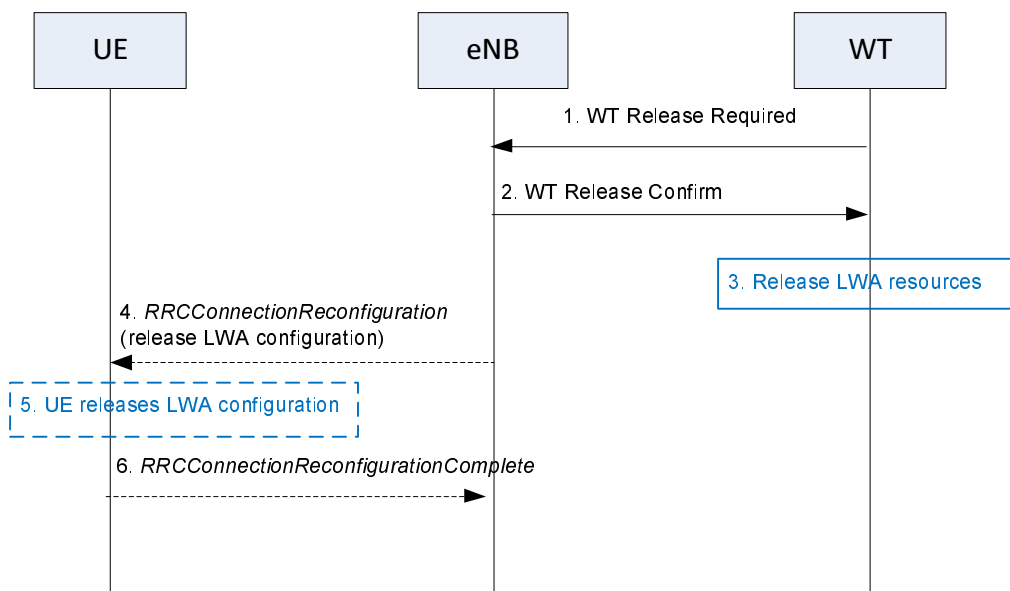 UE
eNB
WT
1. WT Release Required
2. WT Release Confirm
3. Release LWA resources
4. RRCConnectionReconfiguration
(release LWA configuration)
5. UE releases LWA configuration
6. RRCConnectionReconfigurationComplete